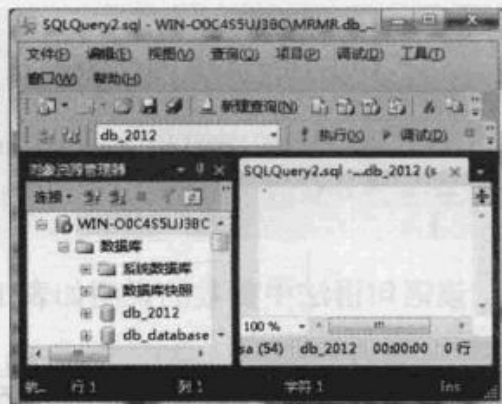 SQLQuery2.sql - WIN-O0C4S5UJ3BC\MRMR.db_...
文件(F) 编辑(E) 视图(V) 查询(Q) 项目(P) 调试(D) 工具(T)
窗口(W) 帮助(H)
新建查询(N)
db_2012 执行(X) 调试(D)
对象资源管理器
SQLQuery2.sql -...db_2012 (s
连接
WIN-O0C4S5UJ3BC
数据库
系统数据库
数据库快照
db_2012
db_database
100 %
sa (54) db_2012 00:00:00 0 行
就... 行 1 列 1 字符 1 Ins